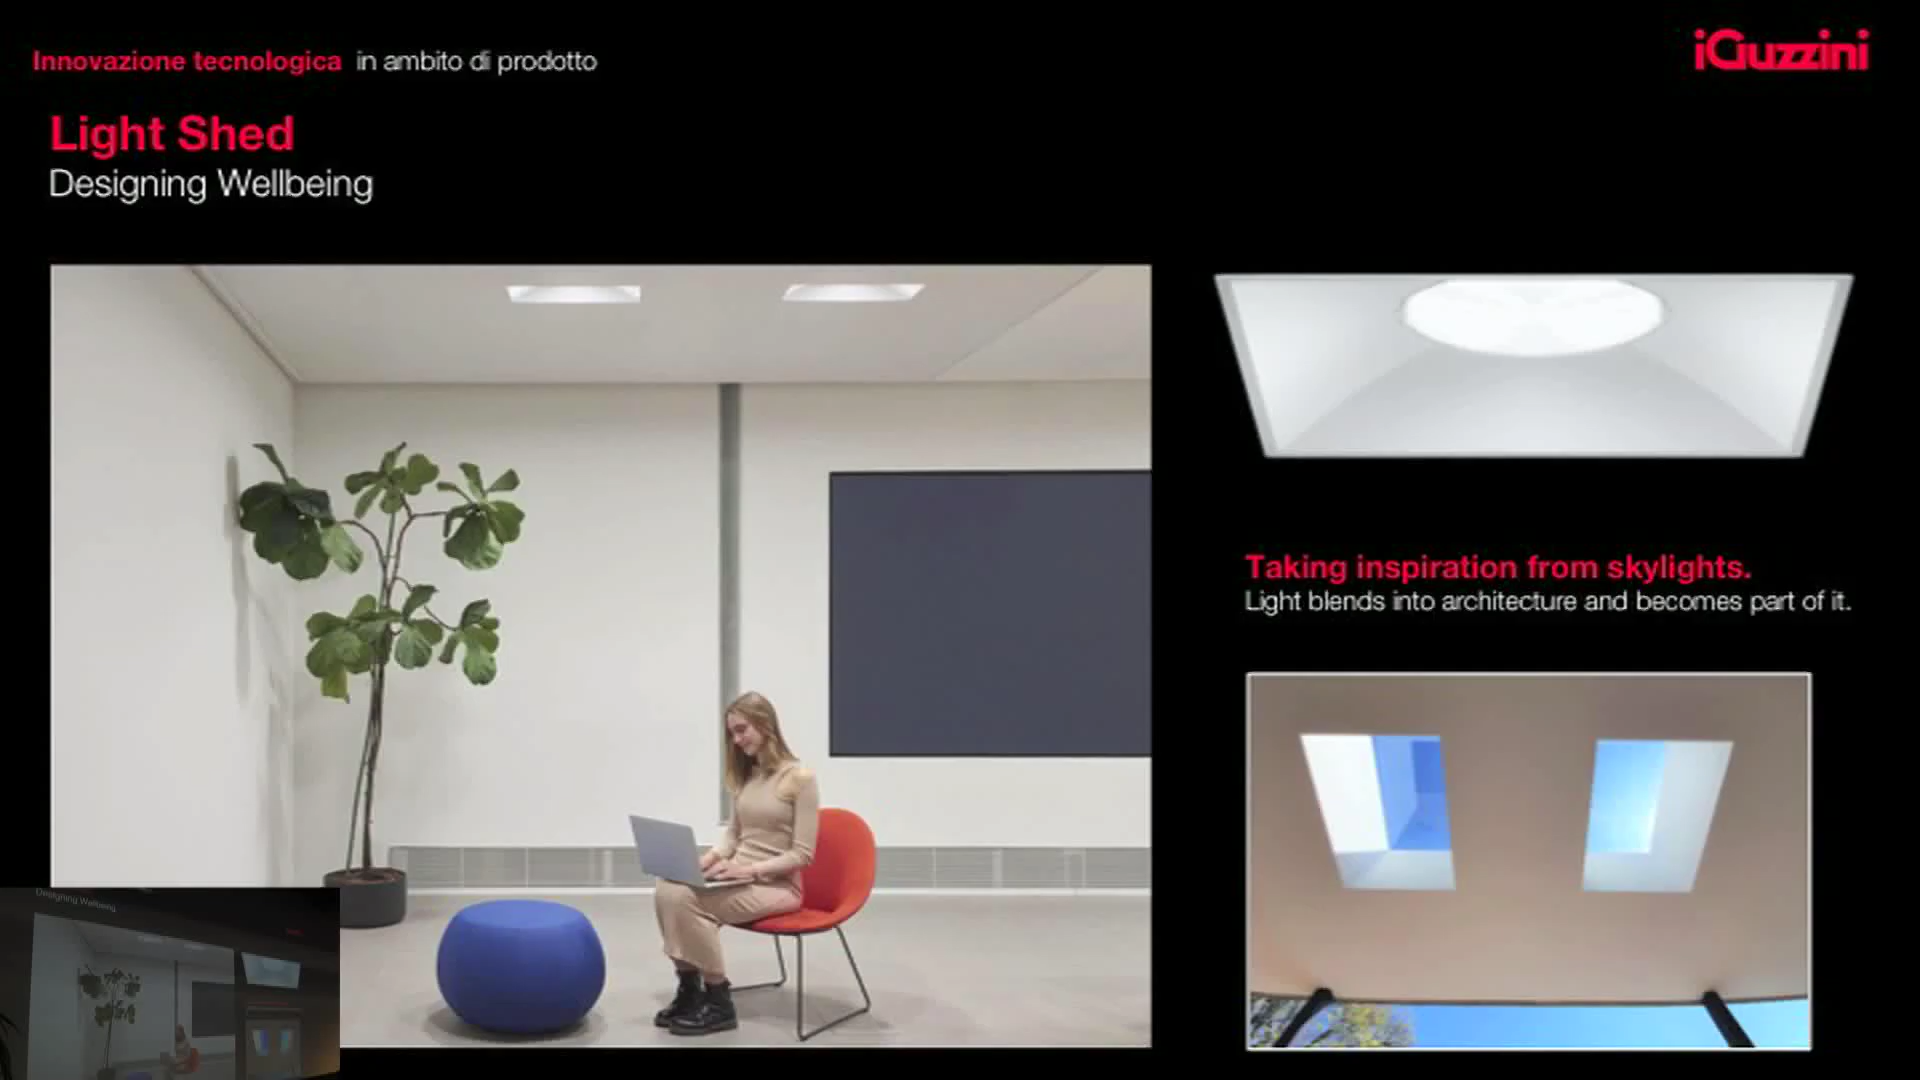 Innovazione tecnologica in ambito di prodotto
iGuzzini
Light Shed
Designing Wellbeing
Taking inspiration from skylights.
Light blends into architecture and becomes part of it.
Designing Wellbeing